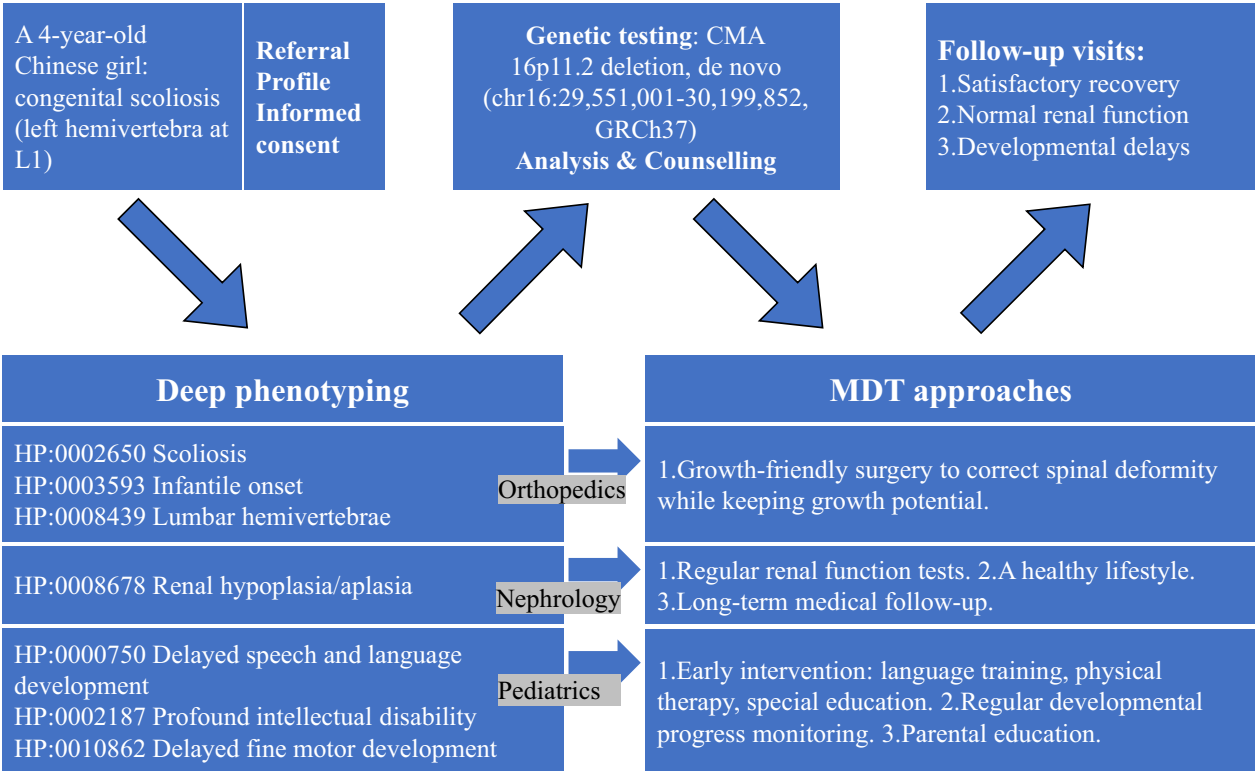 A 4-year-old
Chinese girl:
congenital scoliosis
(left hemivertebra at
L1)
Referral
Profile
Informed
consent
Genetic testing: CMA
16p11.2 deletion, de novo
(chr16:29,551,001-30,199,852,
GRCh37)
Analysis & Counselling
Follow-up visits:
1.Satisfactory recovery
2.Normal renal function
3.Developmental delays
Deep phenotyping
MDT approaches
HP:0002650 Scoliosis
HP:0003593 Infantile onset
HP:0008439 Lumbar hemivertebrae
Orthopedics
1.Growth-friendly surgery to correct spinal deformity
while keeping growth potential.
HP:0008678 Renal hypoplasia/aplasia
Nephrology
1.Regular renal function tests. 2.A healthy lifestyle.
3.Long-term medical follow-up.
HP:0000750 Delayed speech and language
development
HP:0002187 Profound intellectual disability
HP:0010862 Delayed fine motor development
Pediatrics
1.Early intervention: language training, physical
therapy, special education. 2.Regular developmental
progress monitoring. 3.Parental education.